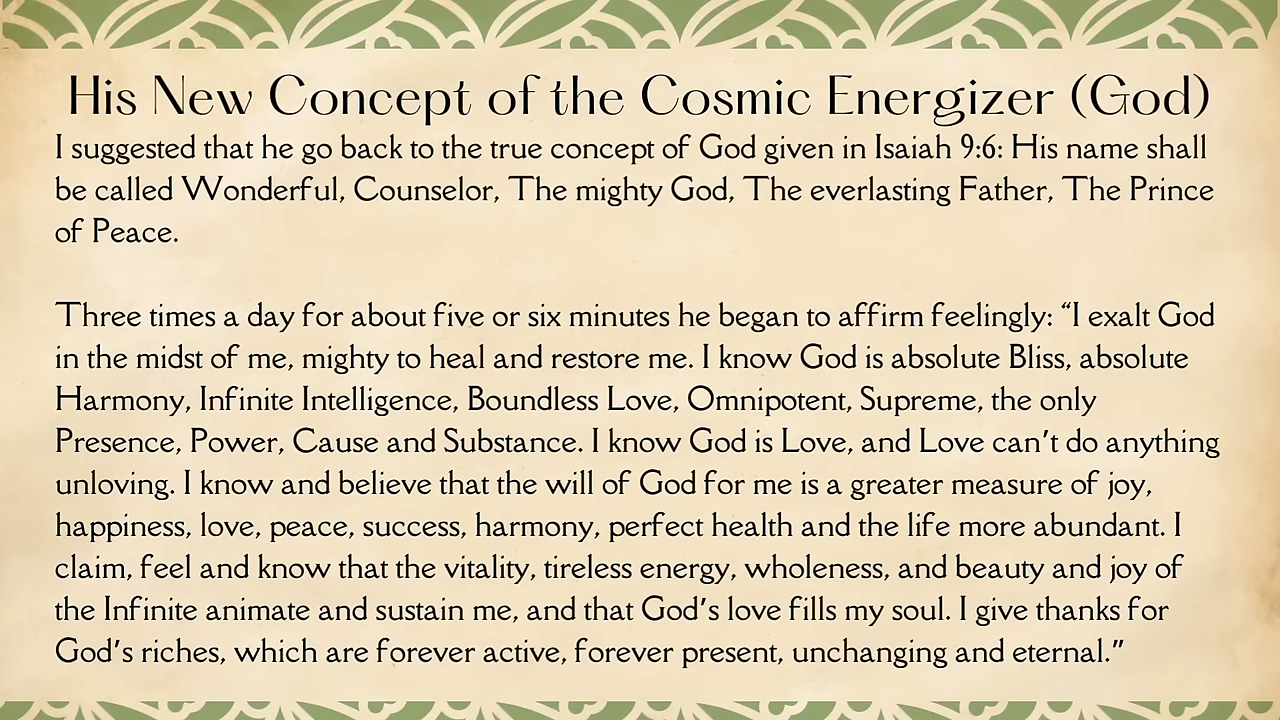 His New Concept of the Cosmic Energizer (God)
I suggested that he go back to the true concept of God given in Isaiah 9:6: His name shall
be called Wonderful, Counselor, The mighty God, The everlasting Father, The Prince
of Peace.
Three times a day for about five or six minutes he began to affirm feelingly: “I exalt God
in the midst of me, mighty to heal and restore me. I know God is absolute Bliss, absolute
Harmony, Infinite Intelligence, Boundless Love, Omnipotent, Supreme, the only
Presence, Power, Cause and Substance. I know God is Love, and Love can't do anything
unloving. I know and believe that the will of God for me is a greater measure of joy,
happiness, love, peace, success, harmony, perfect health and the life more abundant. I
claim, feel and know that the vitality, tireless energy, wholeness, and beauty and joy of
the Infinite animate and sustain me, and that God's love fills my soul. I give thanks for
God's riches, which are forever active, forever present, unchanging and eternal."